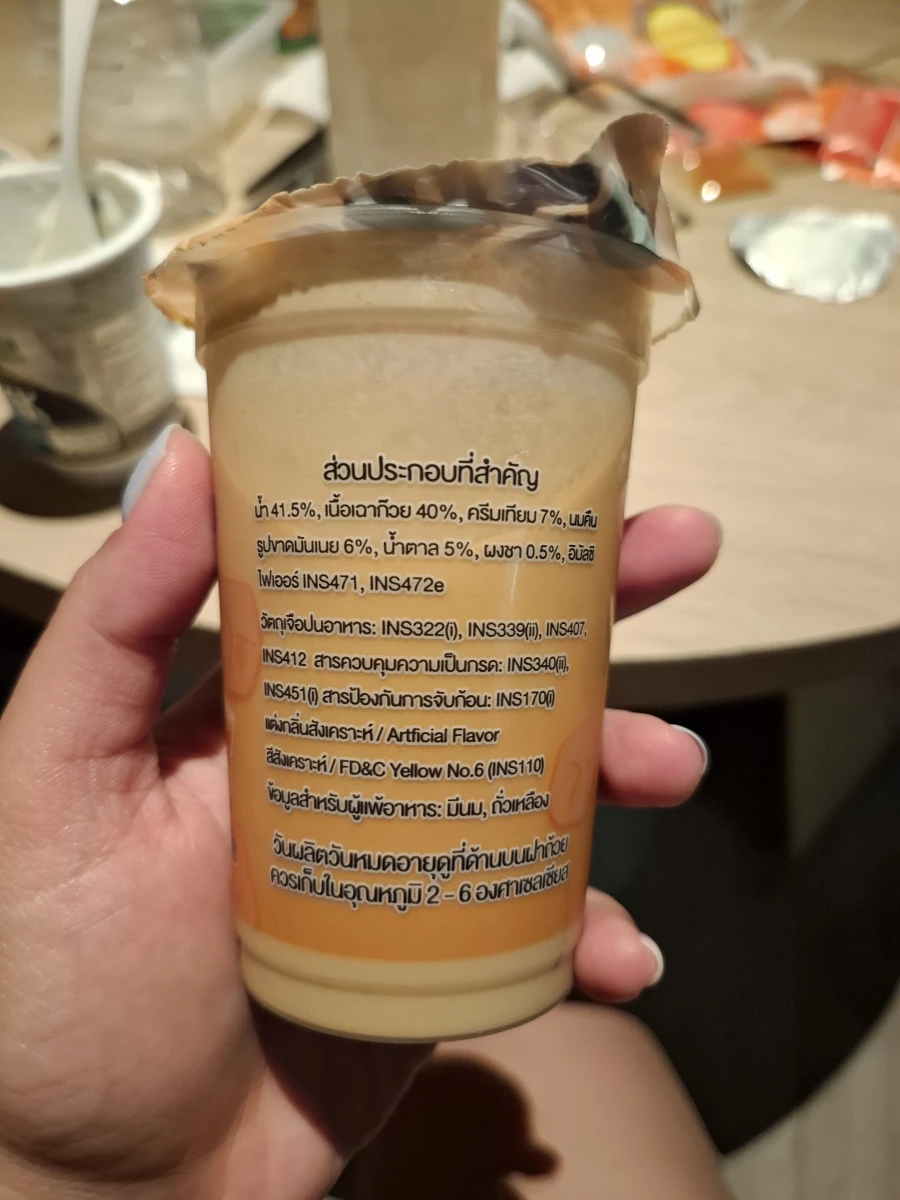 ส่วนประกอบที่สำคัญ
น้ำ 41.5%, เนื้อเฉาก๊วย 40%, ครีมเทียม 7%, นมคืน
รูปขาดมันเนย 6%, น้ำตาล 5%, ผงชา 0.5%, อิมัลซิ
ไฟเออร์ INS471, INS472e
วัตถุเจือปนอาหาร: INS322(i), INS339(ii), INS407,
INS412 สารควบคุมความเป็นกรด: INS340(ii),
INS451(i) สารป้องกันการจับก้อน: INS170(i)
แต่งกลิ่นสังเคราะห์ / Artficial Flavor
สีสังเคราะห์ / FD&C Yellow No.6 (INS110)
ข้อมูลสำหรับผู้แพ้อาหาร: มีนม, ถั่วเหลือง
วันผลิตวันหมดอายุดูที่ด้านบนฝาถ้วย
ควรเก็บในอุณหภูมิ 2 - 6 องศาเซลเซียส